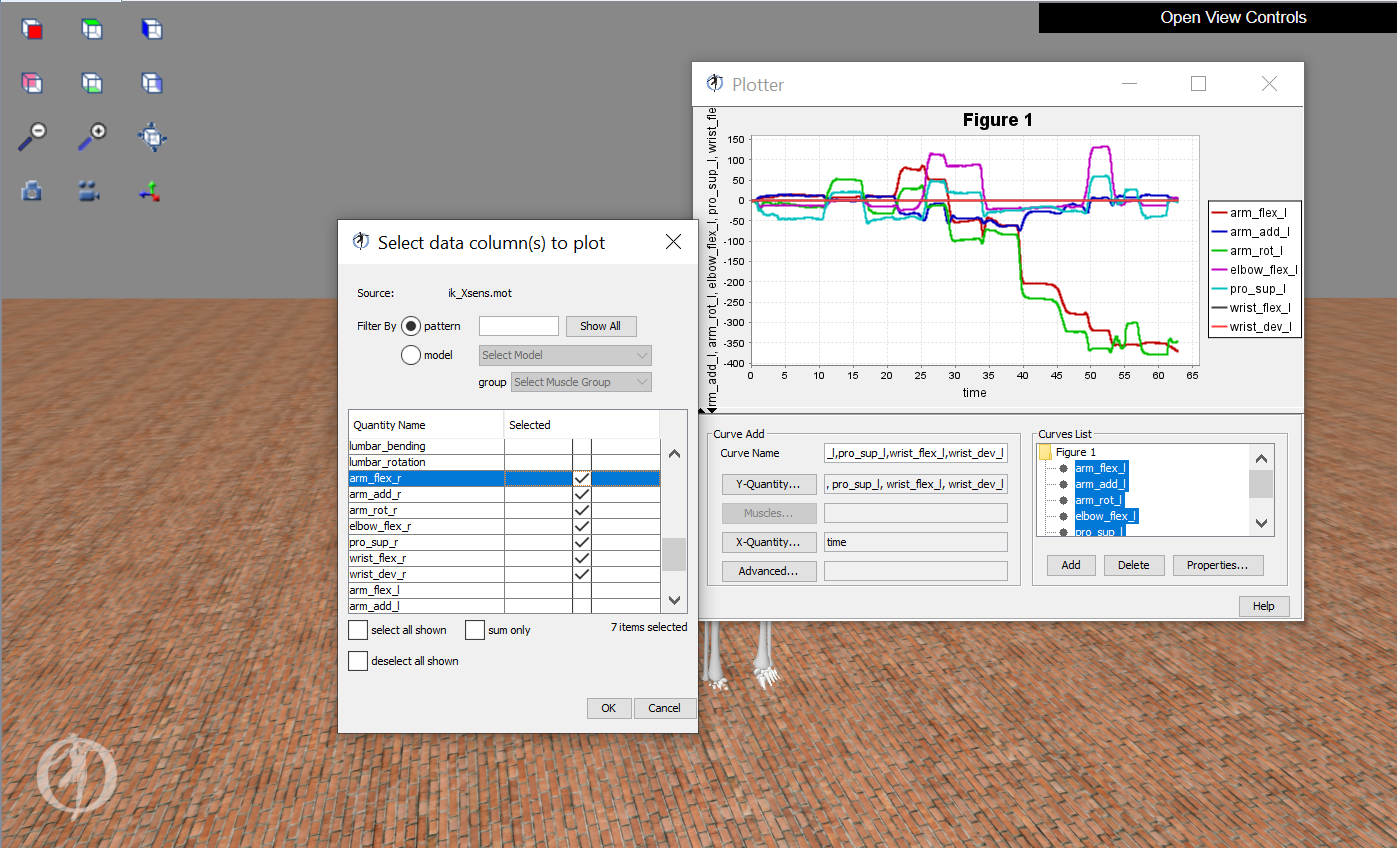 Open View Controls
Plotter
Figure 1
arm_add_l, arm_rot_l, elbow_flex_l, pro_sup_l, wrist_fle
150
100
50
0
-50
-100
-150
-200
-250
-300
-350
-400
0 5 10 15 20 25 30 35 40 45 50 55 60 65
time
arm_flex_l
arm_add_l
arm_rot_l
elbow_flex_l
pro_sup_l
wrist_flex_l
wrist_dev_l
Select data column(s) to plot
Source: ik_Xsens.mot
Filter By pattern Show All
model Select Model
group Select Muscle Group
Quantity Name Selected
lumbar_bending
lumbar_rotation
arm_flex_r
arm_add_r
arm_rot_r
elbow_flex_r
pro_sup_r
wrist_flex_r
wrist_dev_r
arm_flex_l
arm_add_l
select all shown sum only 7 items selected
deselect all shown
OK Cancel
Curve Add
Curve Name _l,pro_sup_l,wrist_flex_l,wrist_dev_l
Y-Quantity... , pro_sup_l, wrist_flex_l, wrist_dev_l
Muscles...
X-Quantity... time
Advanced...
Curves List
Figure 1
arm_flex_l
arm_add_l
arm_rot_l
elbow_flex_l
pro_sup_l
Add Delete Properties...
Help